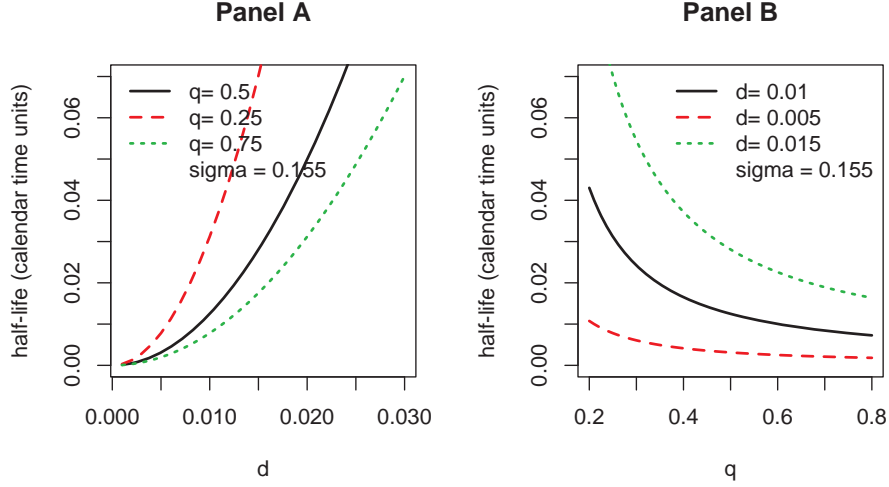 Panel A
half-life (calendar time units)
0.00
0.02
0.04
0.06
q= 0.5
q= 0.25
q= 0.75
sigma = 0.155
0.000
0.010
0.020
0.030
d
Panel B
half-life (calendar time units)
0.00
0.02
0.04
0.06
d= 0.01
d= 0.005
d= 0.015
sigma = 0.155
0.2
0.4
0.6
0.8
q